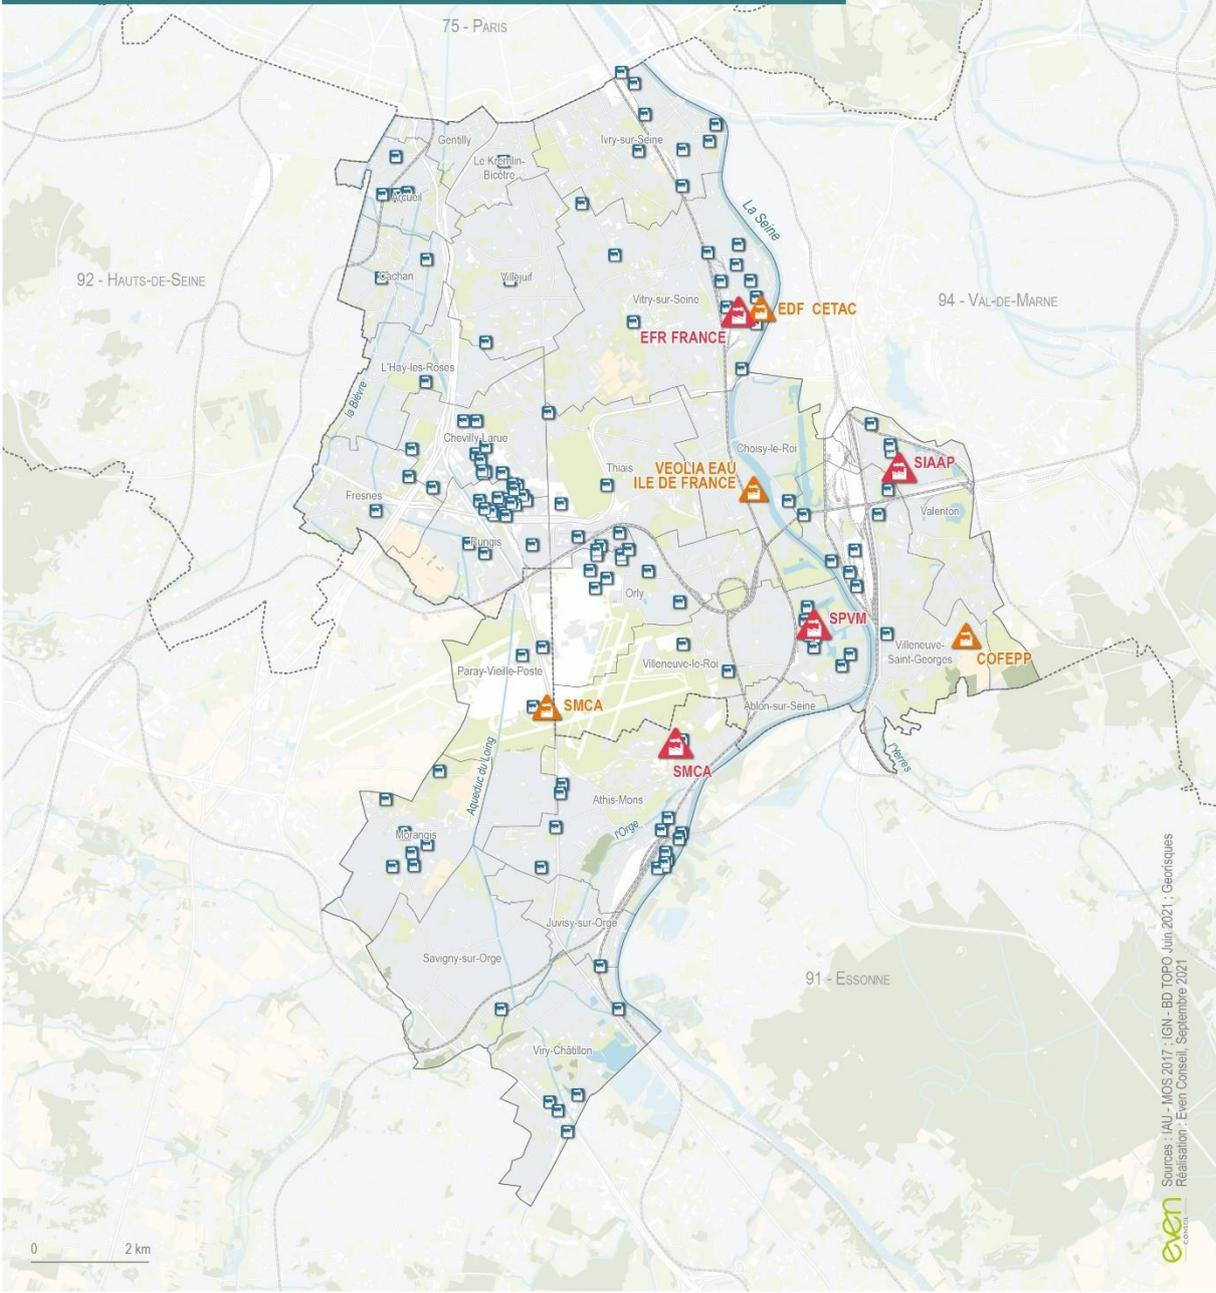 75 - PARIS
Gentilly
Ivry-sur-Seine
Le Kremlin-
Bicêtre
Arcueil
La Seine
92 - HAUTS-DE-SEINE
Cachan
Villejuif
Vitry-sur-Seine
94 - VAL-DE-MARNE
EDF CETAC
EFR FRANCE
L'Haÿ-les-Roses
la Bièvre
Chevilly-Larue
Choisy-le-Roi
Thiais
VEOLIA EAU
ILE DE FRANCE
SIAAP
Fresnes
Valenton
Rungis
Orly
SPVM
Villeneuve-
Saint-Georges
COFEPP
Paray-Vieille-Poste
Villeneuve-le-Roi
SMCA
Ablon-sur-Seine
l'Yerres
Aqueduc du Loing
SMCA
Athis-Mons
l'Orge
Morangis
Juvisy-sur-Orge
Savigny-sur-Orge
91 - ESSONNE
Viry-Châtillon
0 2 km
Sources : IAU - MOS 2017 ; IGN - BD TOPO Juin 2021 ; Georisques
Réalisation : Even Conseil, Septembre 2021
even
CONSEIL